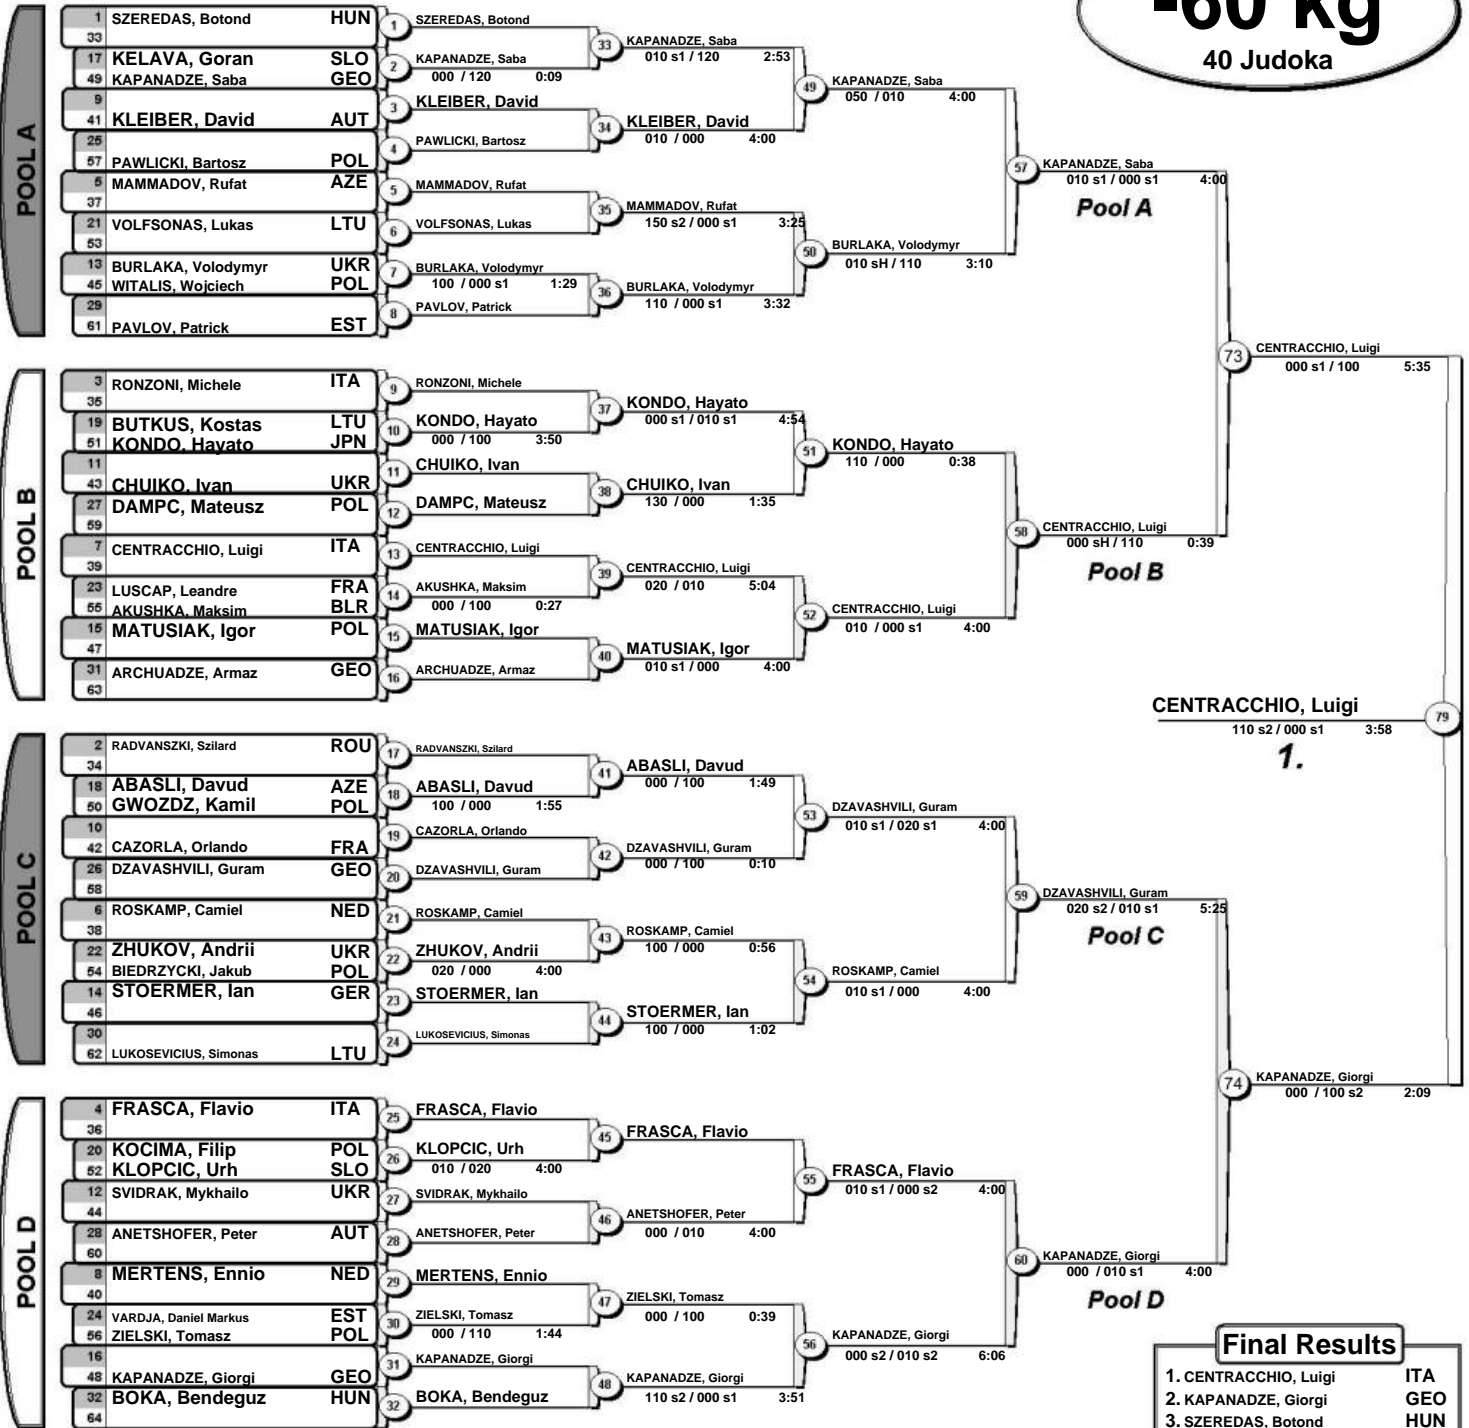 -60 kg
40 Judoka
POOL A
1 SZEREDAS, Botond HUN
33
17 KELAVA, Goran SLO
49 KAPANADZE, Saba GEO
9
41 KLEIBER, David AUT
25
57 PAWLICKI, Bartosz POL
5 MAMMADOV, Rufat AZE
37
21 VOLFSONAS, Lukas LTU
53
13 BURLAKA, Volodymyr UKR
45 WITALIS, Wojciech POL
29
61 PAVLOV, Patrick EST
1 SZEREDAS, Botond
2 KAPANADZE, Saba
000 / 120 0:09
3 KLEIBER, David
4 PAWLICKI, Bartosz
5 MAMMADOV, Rufat
6 VOLFSONAS, Lukas
7 BURLAKA, Volodymyr
100 / 000 s1 1:29
8 PAVLOV, Patrick
33 KAPANADZE, Saba
010 s1 / 120 2:53
34 KLEIBER, David
010 / 000 4:00
35 MAMMADOV, Rufat
150 s2 / 000 s1 3:25
36 BURLAKA, Volodymyr
110 / 000 s1 3:32
49 KAPANADZE, Saba
050 / 010 4:00
50 BURLAKA, Volodymyr
010 sH / 110 3:10
57 KAPANADZE, Saba
010 s1 / 000 s1 4:00
Pool A
POOL B
3 RONZONI, Michele ITA
35
19 BUTKUS, Kostas LTU
51 KONDO, Hayato JPN
11
43 CHUIKO, Ivan UKR
27 DAMPC, Mateusz POL
59
7 CENTRACCHIO, Luigi ITA
39
23 LUSCAP, Leandre FRA
55 AKUSHKA, Maksim BLR
15 MATUSIAK, Igor POL
47
31 ARCHUADZE, Armaz GEO
63
9 RONZONI, Michele
10 KONDO, Hayato
000 / 100 3:50
11 CHUIKO, Ivan
12 DAMPC, Mateusz
13 CENTRACCHIO, Luigi
14 AKUSHKA, Maksim
000 / 100 0:27
15 MATUSIAK, Igor
16 ARCHUADZE, Armaz
37 KONDO, Hayato
000 s1 / 010 s1 4:54
38 CHUIKO, Ivan
130 / 000 1:35
39 CENTRACCHIO, Luigi
020 / 010 5:04
40 MATUSIAK, Igor
010 s1 / 000 4:00
51 KONDO, Hayato
110 / 000 0:38
52 CENTRACCHIO, Luigi
010 / 000 s1 4:00
58 CENTRACCHIO, Luigi
000 sH / 110 0:39
Pool B
73 CENTRACCHIO, Luigi
000 s1 / 100 5:35
CENTRACCHIO, Luigi 79
110 s2 / 000 s1 3:58
1.
POOL C
2 RADVANSZKI, Szilard ROU
34
18 ABASLI, Davud AZE
50 GWOZDZ, Kamil POL
10
42 CAZORLA, Orlando FRA
26 DZAVASHVILI, Guram GEO
58
6 ROSKAMP, Camiel NED
38
22 ZHUKOV, Andrii UKR
54 BIEDRZYCKI, Jakub POL
14 STOERMER, Ian GER
46
30
62 LUKOSEVICIUS, Simonas LTU
17 RADVANSZKI, Szilard
18 ABASLI, Davud
100 / 000 1:55
19 CAZORLA, Orlando
20 DZAVASHVILI, Guram
21 ROSKAMP, Camiel
22 ZHUKOV, Andrii
020 / 000 4:00
23 STOERMER, Ian
24 LUKOSEVICIUS, Simonas
41 ABASLI, Davud
000 / 100 1:49
42 DZAVASHVILI, Guram
000 / 100 0:10
43 ROSKAMP, Camiel
100 / 000 0:56
44 STOERMER, Ian
100 / 000 1:02
53 DZAVASHVILI, Guram
010 s1 / 020 s1 4:00
54 ROSKAMP, Camiel
010 s1 / 000 4:00
59 DZAVASHVILI, Guram
020 s2 / 010 s1 5:25
Pool C
POOL D
4 FRASCA, Flavio ITA
36
20 KOCIMA, Filip POL
52 KLOPCIC, Urh SLO
12 SVIDRAK, Mykhailo UKR
44
28 ANETSHOFER, Peter AUT
60
8 MERTENS, Ennio NED
40
24 VARDJA, Daniel Markus EST
56 ZIELSKI, Tomasz POL
16
48 KAPANADZE, Giorgi GEO
32 BOKA, Bendeguz HUN
64
25 FRASCA, Flavio
26 KLOPCIC, Urh
010 / 020 4:00
27 SVIDRAK, Mykhailo
28 ANETSHOFER, Peter
29 MERTENS, Ennio
30 ZIELSKI, Tomasz
000 / 110 1:44
31 KAPANADZE, Giorgi
32 BOKA, Bendeguz
45 FRASCA, Flavio
46 ANETSHOFER, Peter
000 / 010 4:00
47 ZIELSKI, Tomasz
000 / 100 0:39
48 KAPANADZE, Giorgi
110 s2 / 000 s1 3:51
55 FRASCA, Flavio
010 s1 / 000 s2 4:00
56 KAPANADZE, Giorgi
000 s2 / 010 s2 6:06
60 KAPANADZE, Giorgi
000 / 010 s1 4:00
Pool D
74 KAPANADZE, Giorgi
000 / 100 s2 2:09
Final Results
1. CENTRACCHIO, Luigi ITA
2. KAPANADZE, Giorgi GEO
3. SZEREDAS, Botond HUN